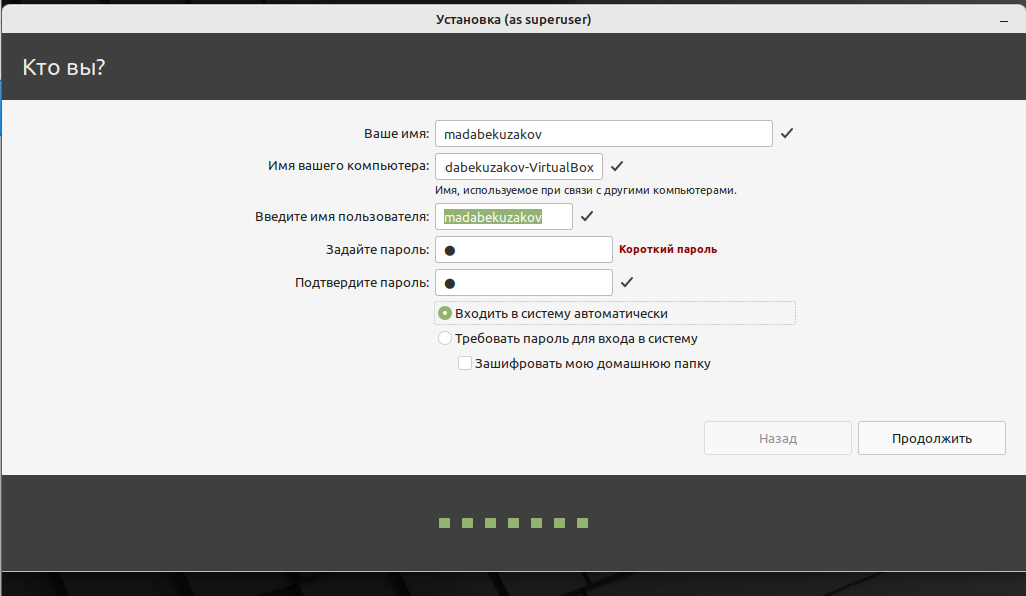 Установка (as superuser)
Кто вы?
Ваше имя: madabekuzakov
Имя вашего компьютера: dabekuzakov-VirtualBox
Имя, используемое при связи с другими компьютерами.
Введите имя пользователя: madabekuzakov
Задайте пароль: ● Короткий пароль
Подтвердите пароль: ●
Входить в систему автоматически
Требовать пароль для входа в систему
Зашифровать мою домашнюю папку
Назад Продолжить